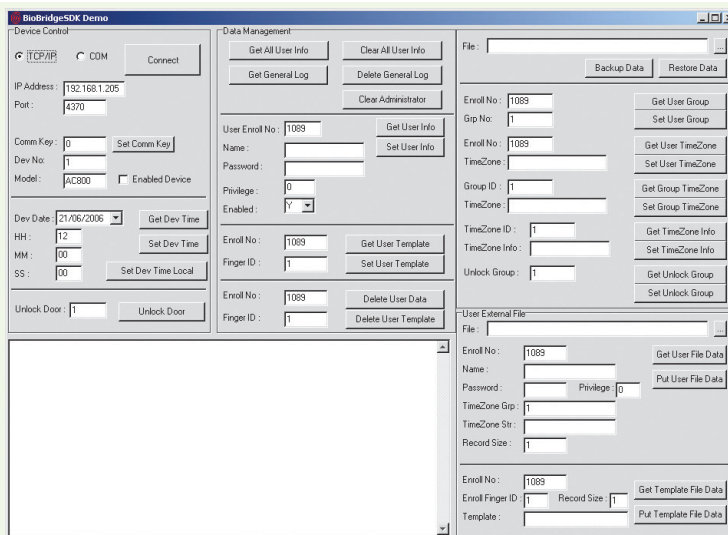 BioBridgeSDK Demo
Device Control
TCP/IP COM Connect
IP Address : 192.168.1.205
Port : 4370
Comm Key : 0 Set Comm Key
Dev No: 1
Model : AC800 Enabled Device
Dev Date : 21/06/2006 Get Dev Time
HH : 12
MM : 00 Set Dev Time
SS : 00 Set Dev Time Local
Unlock Door : 1 Unlock Door
Data Management
Get All User Info Clear All User Info
Get General Log Delete General Log
Clear Administrator
User Enroll No : 1089 Get User Info
Name : Set User Info
Password :
Privilege : 0
Enabled : Y
Enroll No : 1089 Get User Template
Finger ID : 1 Set User Template
Enroll No : 1089 Delete User Data
Finger ID : 1 Delete User Template
File : ...
Backup Data Restore Data
Enroll No : 1089 Get User Group
Grp No: 1 Set User Group
Enroll No : 1089 Get User TimeZone
TimeZone : Set User TimeZone
Group ID : 1 Get Group TimeZone
TimeZone : Set Group TimeZone
TimeZone ID : 1 Get TimeZone Info
TimeZone Info : Set TimeZone Info
Unlock Group : 1 Get Unlock Group
Set Unlock Group
User External File
File : ...
Enroll No : 1089 Get User File Data
Name :
Password : Privilege : 0 Put User File Data
TimeZone Grp : 1
TimeZone Str :
Record Size : 1
Enroll No : 1089 Get Template File Data
Enroll Finger ID : 1 Record Size : 1
Template : Put Template File Data